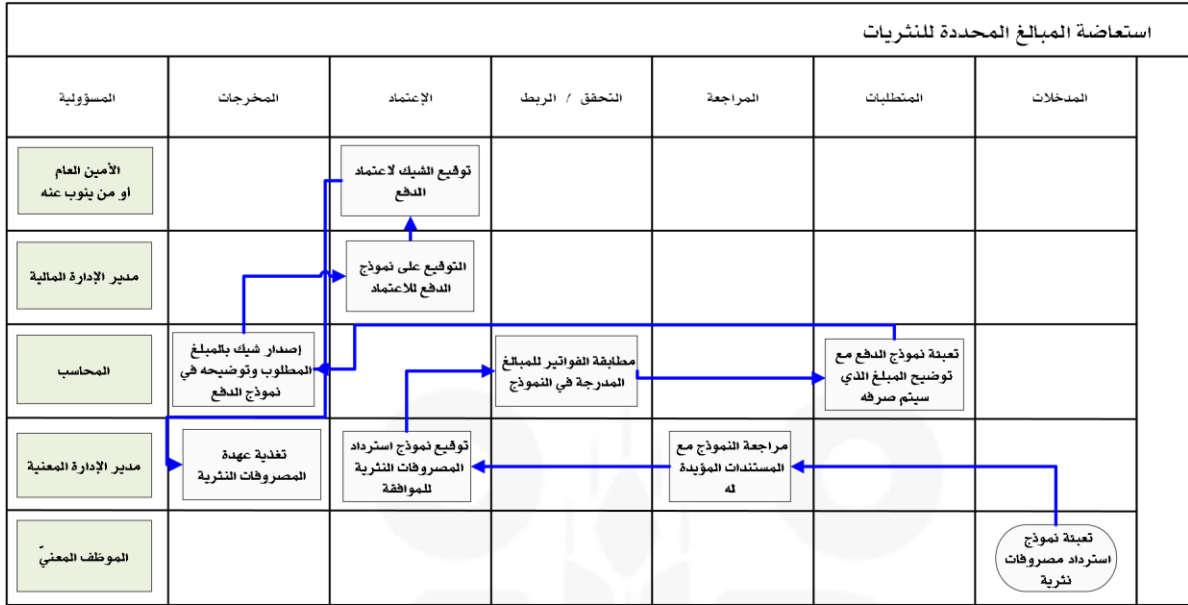 استعاضة المبالغ المحددة للنثريات
المدخلات
المتطلبات
المراجعة
التحقق / الربط
الإعتماد
المخرجات
المسؤولية
توقيع الشيك لاعتماد
الدفع
الأمين العام
أو من ينوب عنه
التوقيع على نموذج
الدفع للاعتماد
مدير الإدارة المالية
تعبئة نموذج الدفع مع
توضيح المبلغ الذي
سيتم صرفه
مطابقة الفواتير للمبالغ
المدرجة في النموذج
إصدار شيك بالمبلغ
المطلوب وتوضيحه في
نموذج الدفع
المحاسب
مراجعة النموذج مع
المستندات المؤيدة
له
توقيع نموذج استرداد
المصروفات النثرية
للموافقة
تغذية عهدة
المصروفات النثرية
مدير الإدارة المعنية
تعبئة نموذج
استرداد مصروفات
نثرية
الموظف المعنيّ